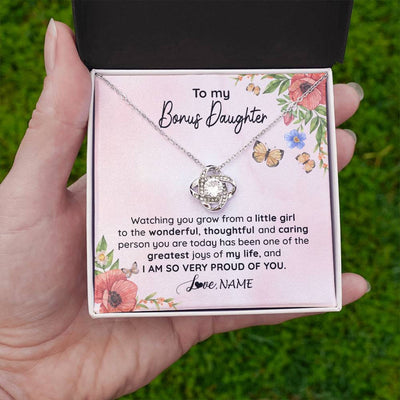 To my
Bonus Daughter
Watching you grow from a little girl
to the wonderful, thoughtful and caring
person you are today has been one of the
greatest joys of my life, and
I AM SO VERY PROUD OF YOU.
Love, NAME